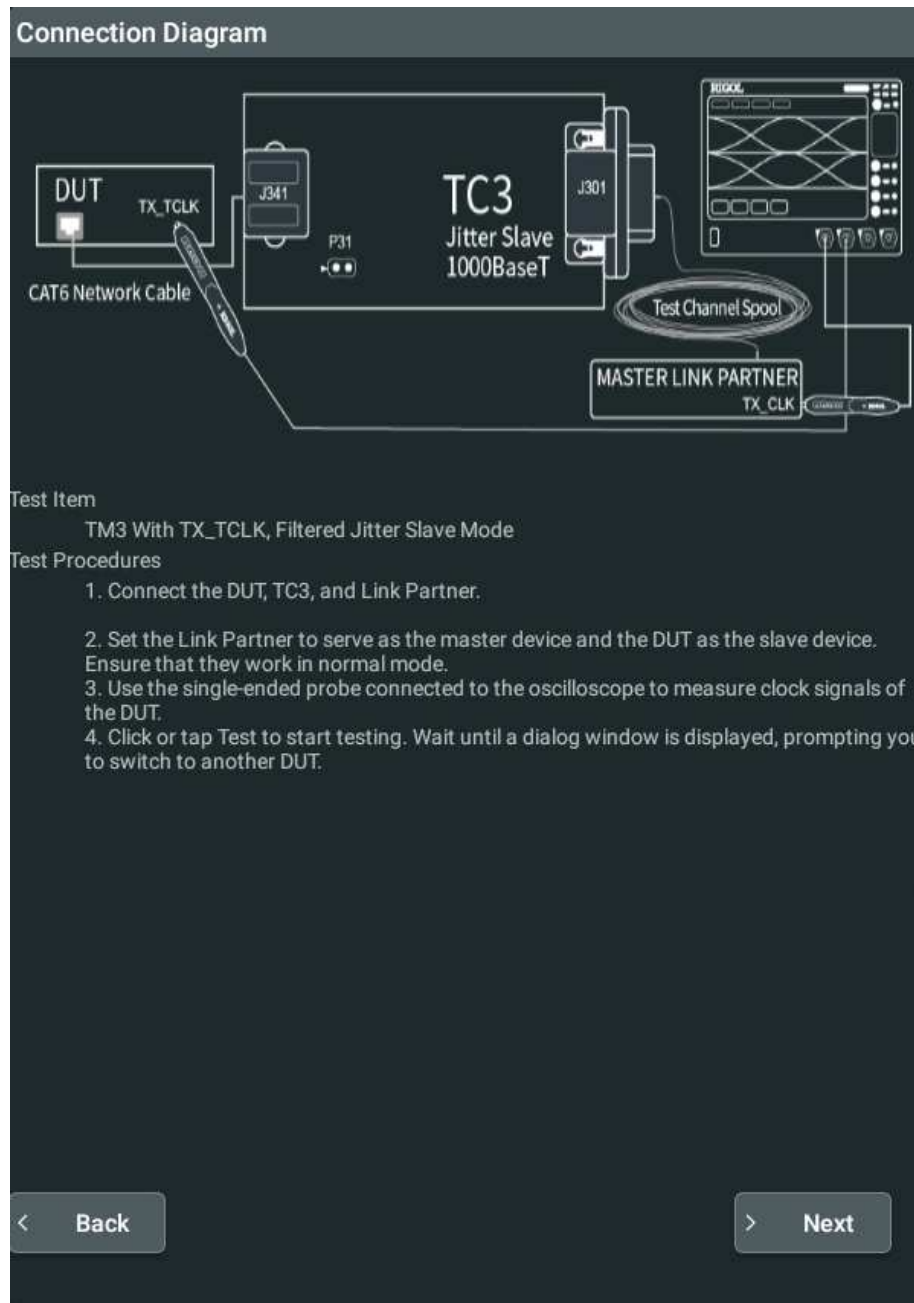 Connection Diagram
RIGOL
DUT
TX_TCLK
J341
P31
TC3
Jitter Slave
1000BaseT
J301
CAT6 Network Cable
Test Channel Spool
MASTER LINK PARTNER
TX_CLK
Test Item
TM3 With TX_TCLK, Filtered Jitter Slave Mode
Test Procedures
1. Connect the DUT, TC3, and Link Partner.
2. Set the Link Partner to serve as the master device and the DUT as the slave device.
Ensure that they work in normal mode.
3. Use the single-ended probe connected to the oscilloscope to measure clock signals of
the DUT.
4. Click or tap Test to start testing. Wait until a dialog window is displayed, prompting you
to switch to another DUT.
Back
Next